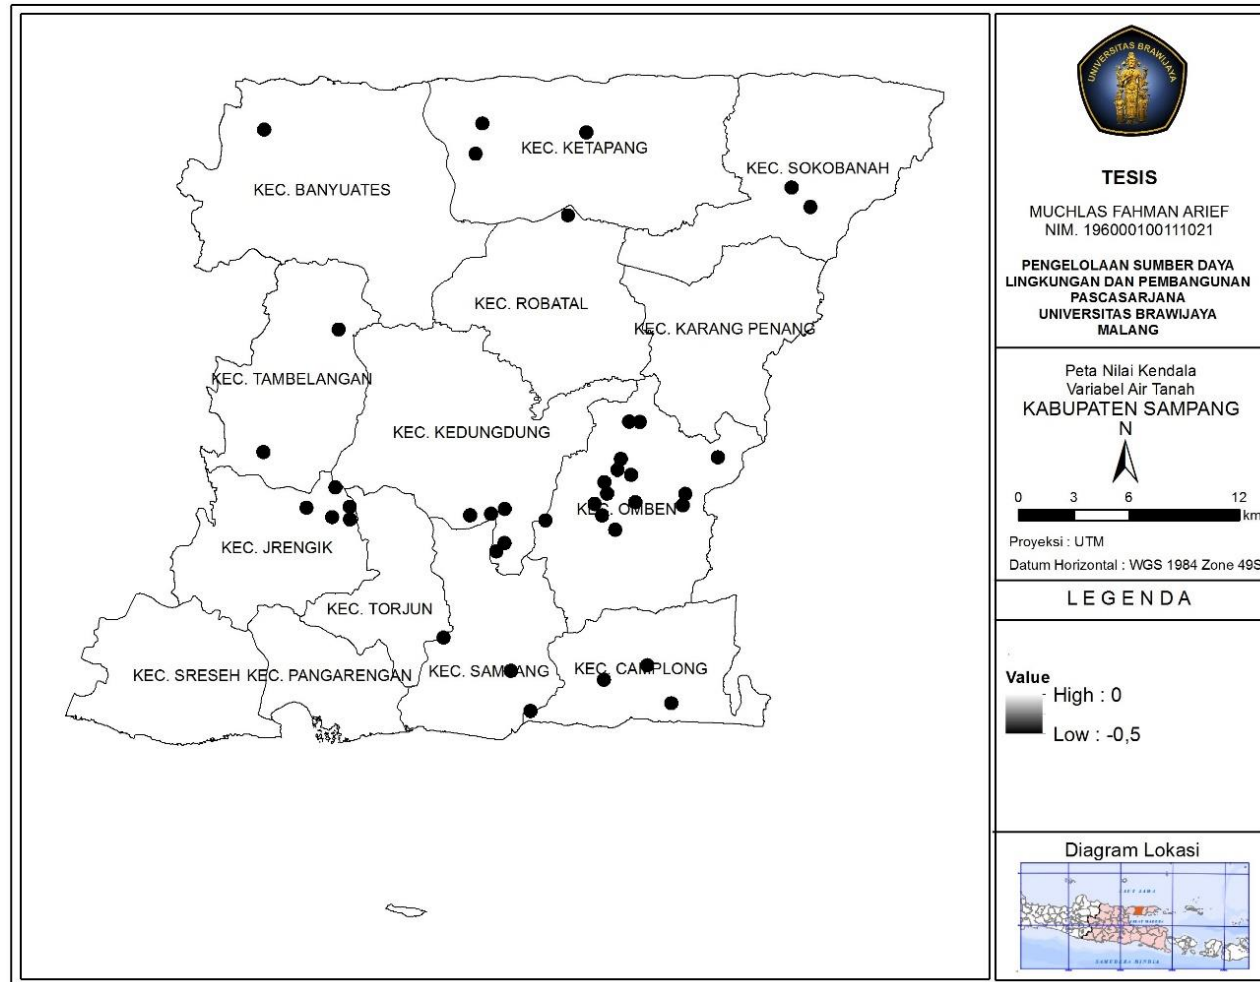 KEC. KETAPANG
KEC. SOKOBANAH
KEC. BANYUATES
KEC. ROBATAL
KEC. KARANG PENANG
KEC. TAMBELANGAN
KEC. KEDUNGDUNG
KEC. OMBEN
KEC. JRENGIK
KEC. TORJUN
KEC. SRESEH
KEC. PANGARENGAN
KEC. SAMPANG
KEC. CAMPLONG
UNIVERSITAS BRAWIJAYA
TESIS
MUCHLAS FAHMAN ARIEF
NIM. 196000100111021
PENGELOLAAN SUMBER DAYA
LINGKUNGAN DAN PEMBANGUNAN
PASCASARJANA
UNIVERSITAS BRAWIJAYA
MALANG
Peta Nilai Kendala
Variabel Air Tanah
KABUPATEN SAMPANG
N
0 3 6 12
km
Proyeksi : UTM
Datum Horizontal : WGS 1984 Zone 49S
LEGENDA
Value
High : 0
Low : -0,5
Diagram Lokasi